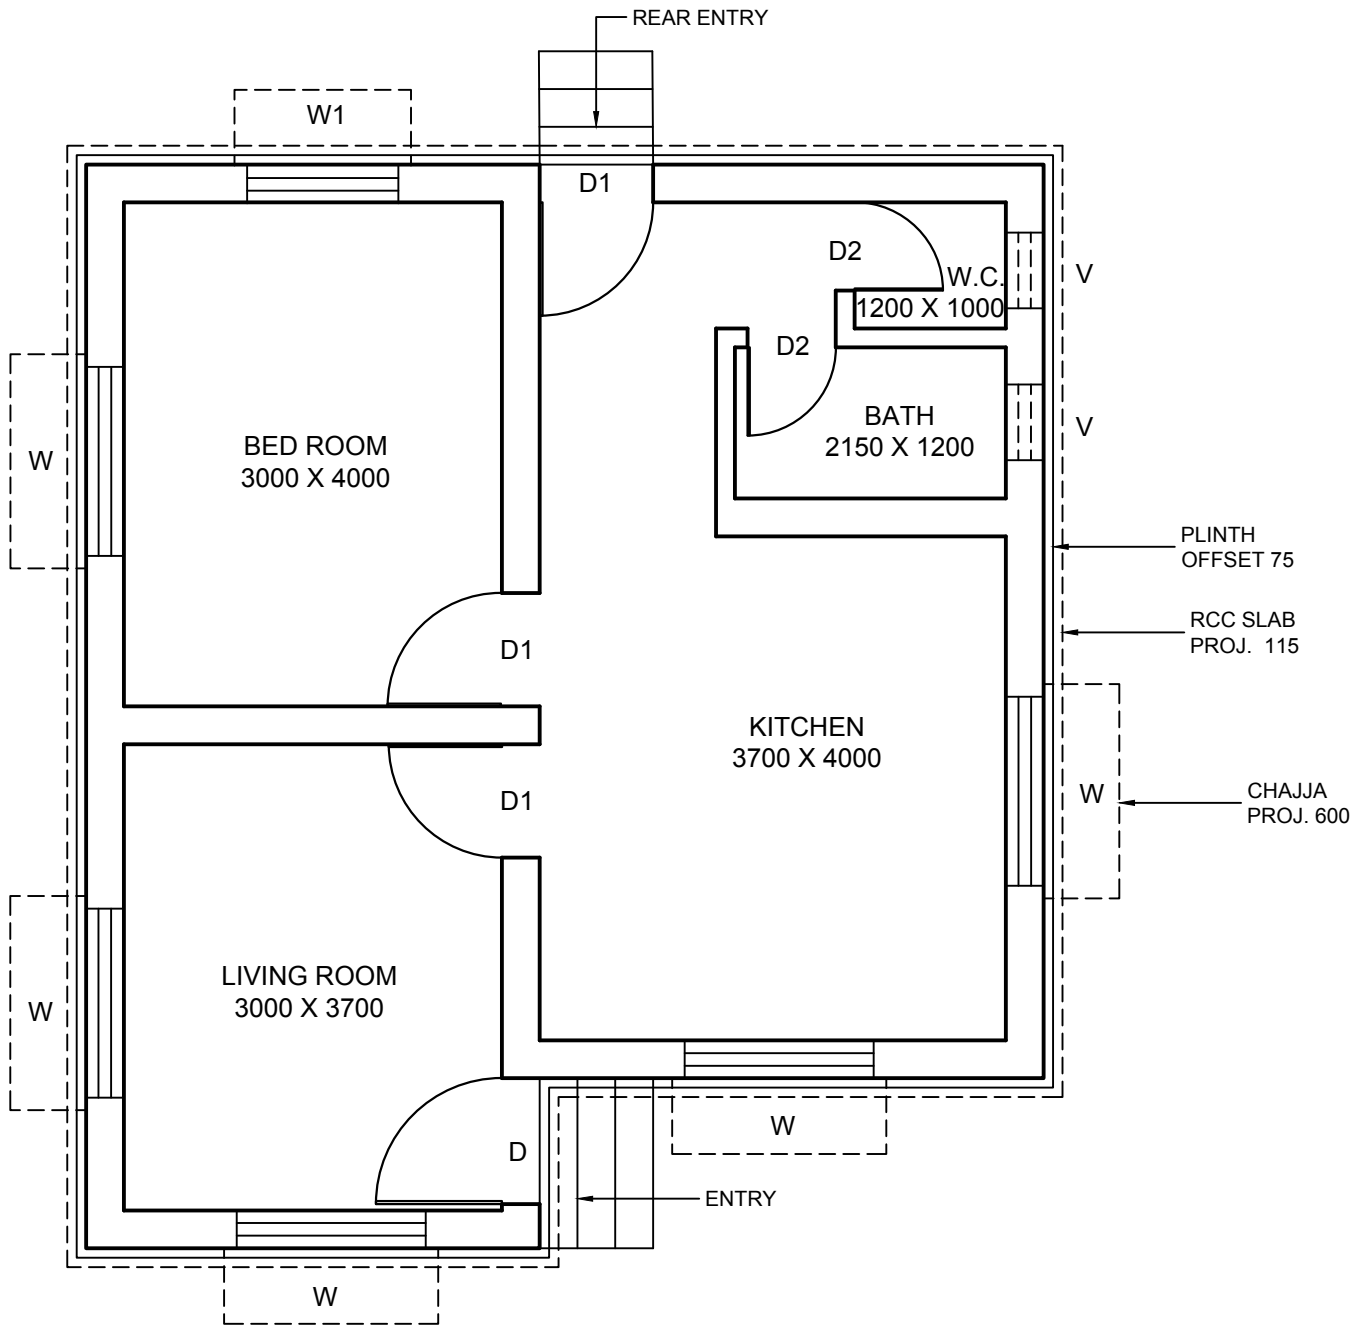 REAR ENTRY
W1
D1
D2
W.C.
1200 X 1000
V
D2
BATH
2150 X 1200
V
BED ROOM
3000 X 4000
W
PLINTH
OFFSET 75
RCC SLAB
PROJ. 115
D1
KITCHEN
3700 X 4000
W
CHAJJA
PROJ. 600
D1
LIVING ROOM
3000 X 3700
W
W
D
ENTRY
W